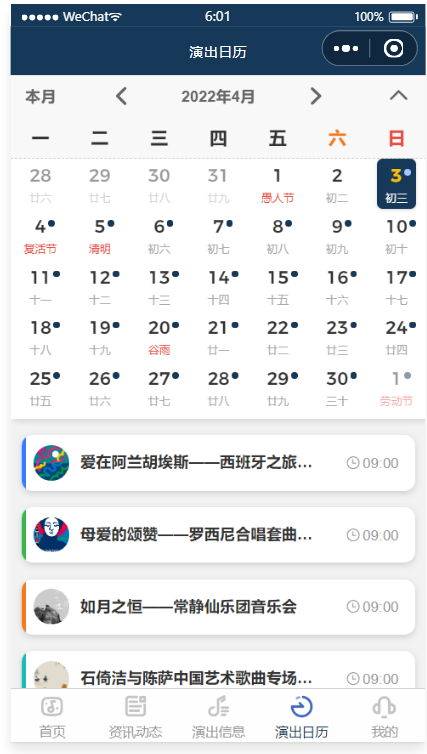 WeChat 6:01 100%
演出日历
本月 2022年4月
一 二 三 四 五 六 日
28 29 30 31 1 2 3
廿六 廿七 廿八 廿九 愚人节 初二 初三
4 5 6 7 8 9 10
复活节 清明 初六 初七 初八 初九 初十
11 12 13 14 15 16 17
十一 十二 十三 十四 十五 十六 十七
18 19 20 21 22 23 24
十八 十九 谷雨 廿一 廿二 廿三 廿四
25 26 27 28 29 30 1
廿五 廿六 廿七 廿八 廿九 三十 劳动节
爱在阿兰胡埃斯——西班牙之旅... 09:00
母爱的颂赞——罗西尼合唱套曲... 09:00
如月之恒——常静仙乐团音乐会 09:00
石倚洁与陈萨中国艺术歌曲专场... 09:00
首页 资讯动态 演出信息 演出日历 我的